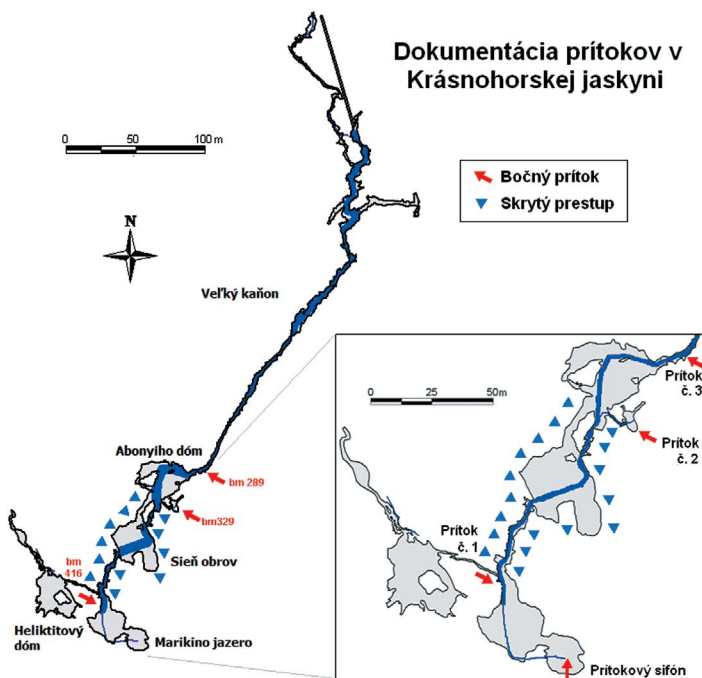 Dokumentácia prítokov v
Krásnohorskej jaskyni
0 50 100 m
Bočný prítok
Skrytý prestup
N
Veľký kaňon
0 25 50m
Prítok
č. 3
Prítok
č. 2
Abonyiho dóm
bm 289
bm329
Prítok
č. 1
Sieň obrov
bm
416
Heliktitový
dóm
Marikino jazero
Prítokový sifón